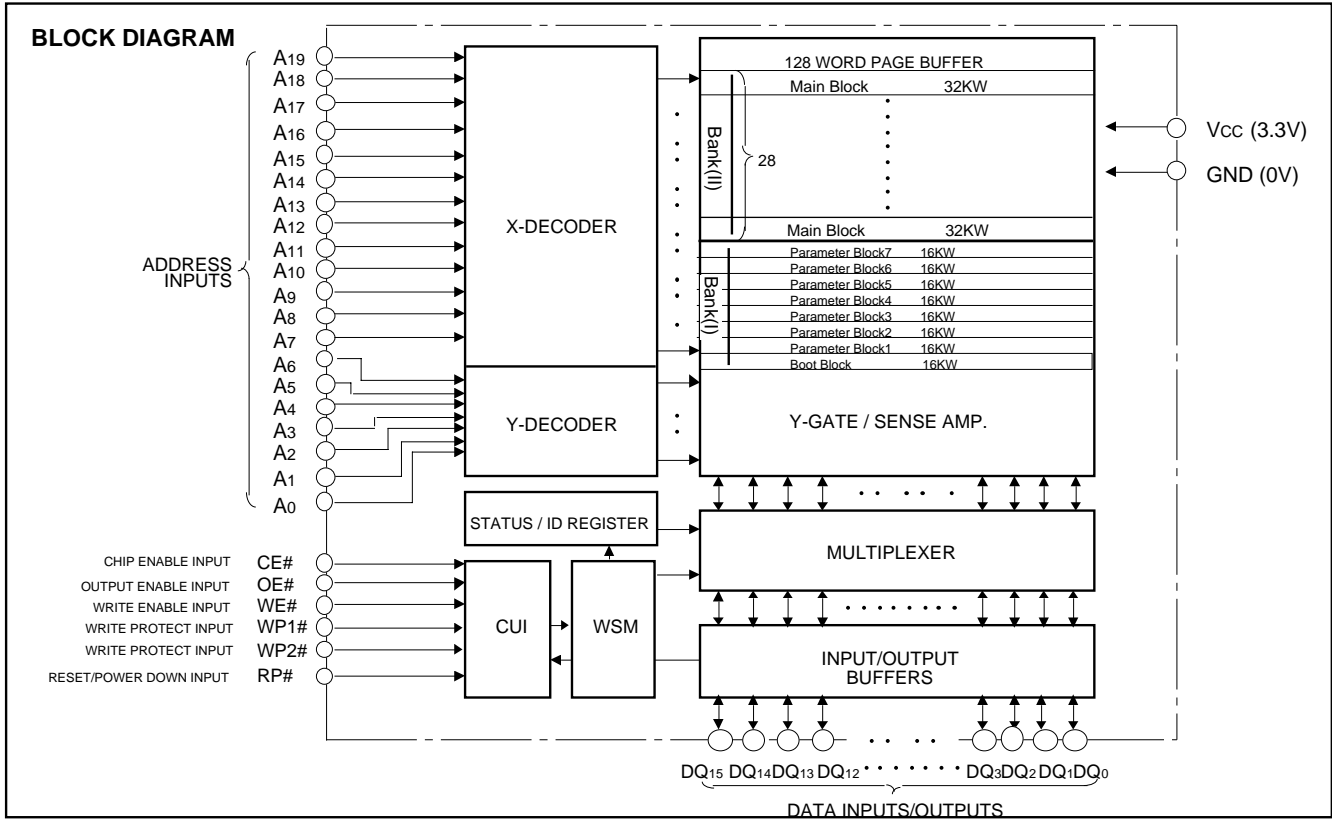 BLOCK DIAGRAM
A19
A18
A17
A16
A15
A14
A13
A12
A11
A10
A9
A8
A7
A6
A5
A4
A3
A2
A1
A0
ADDRESS
INPUTS
X-DECODER
Y-DECODER
128 WORD PAGE BUFFER
Main Block 32KW
Bank(II)
28
Main Block 32KW
Bank(I)
Parameter Block7 16KW
Parameter Block6 16KW
Parameter Block5 16KW
Parameter Block4 16KW
Parameter Block3 16KW
Parameter Block2 16KW
Parameter Block1 16KW
Boot Block 16KW
Y-GATE / SENSE AMP.
Vcc (3.3V)
GND (0V)
STATUS / ID REGISTER
MULTIPLEXER
CHIP ENABLE INPUT CE#
OUTPUT ENABLE INPUT OE#
WRITE ENABLE INPUT WE#
WRITE PROTECT INPUT WP1#
WRITE PROTECT INPUT WP2#
RESET/POWER DOWN INPUT RP#
CUI
WSM
INPUT/OUTPUT
BUFFERS
DQ15 DQ14 DQ13 DQ12 DQ3 DQ2 DQ1 DQ0
DATA INPUTS/OUTPUTS